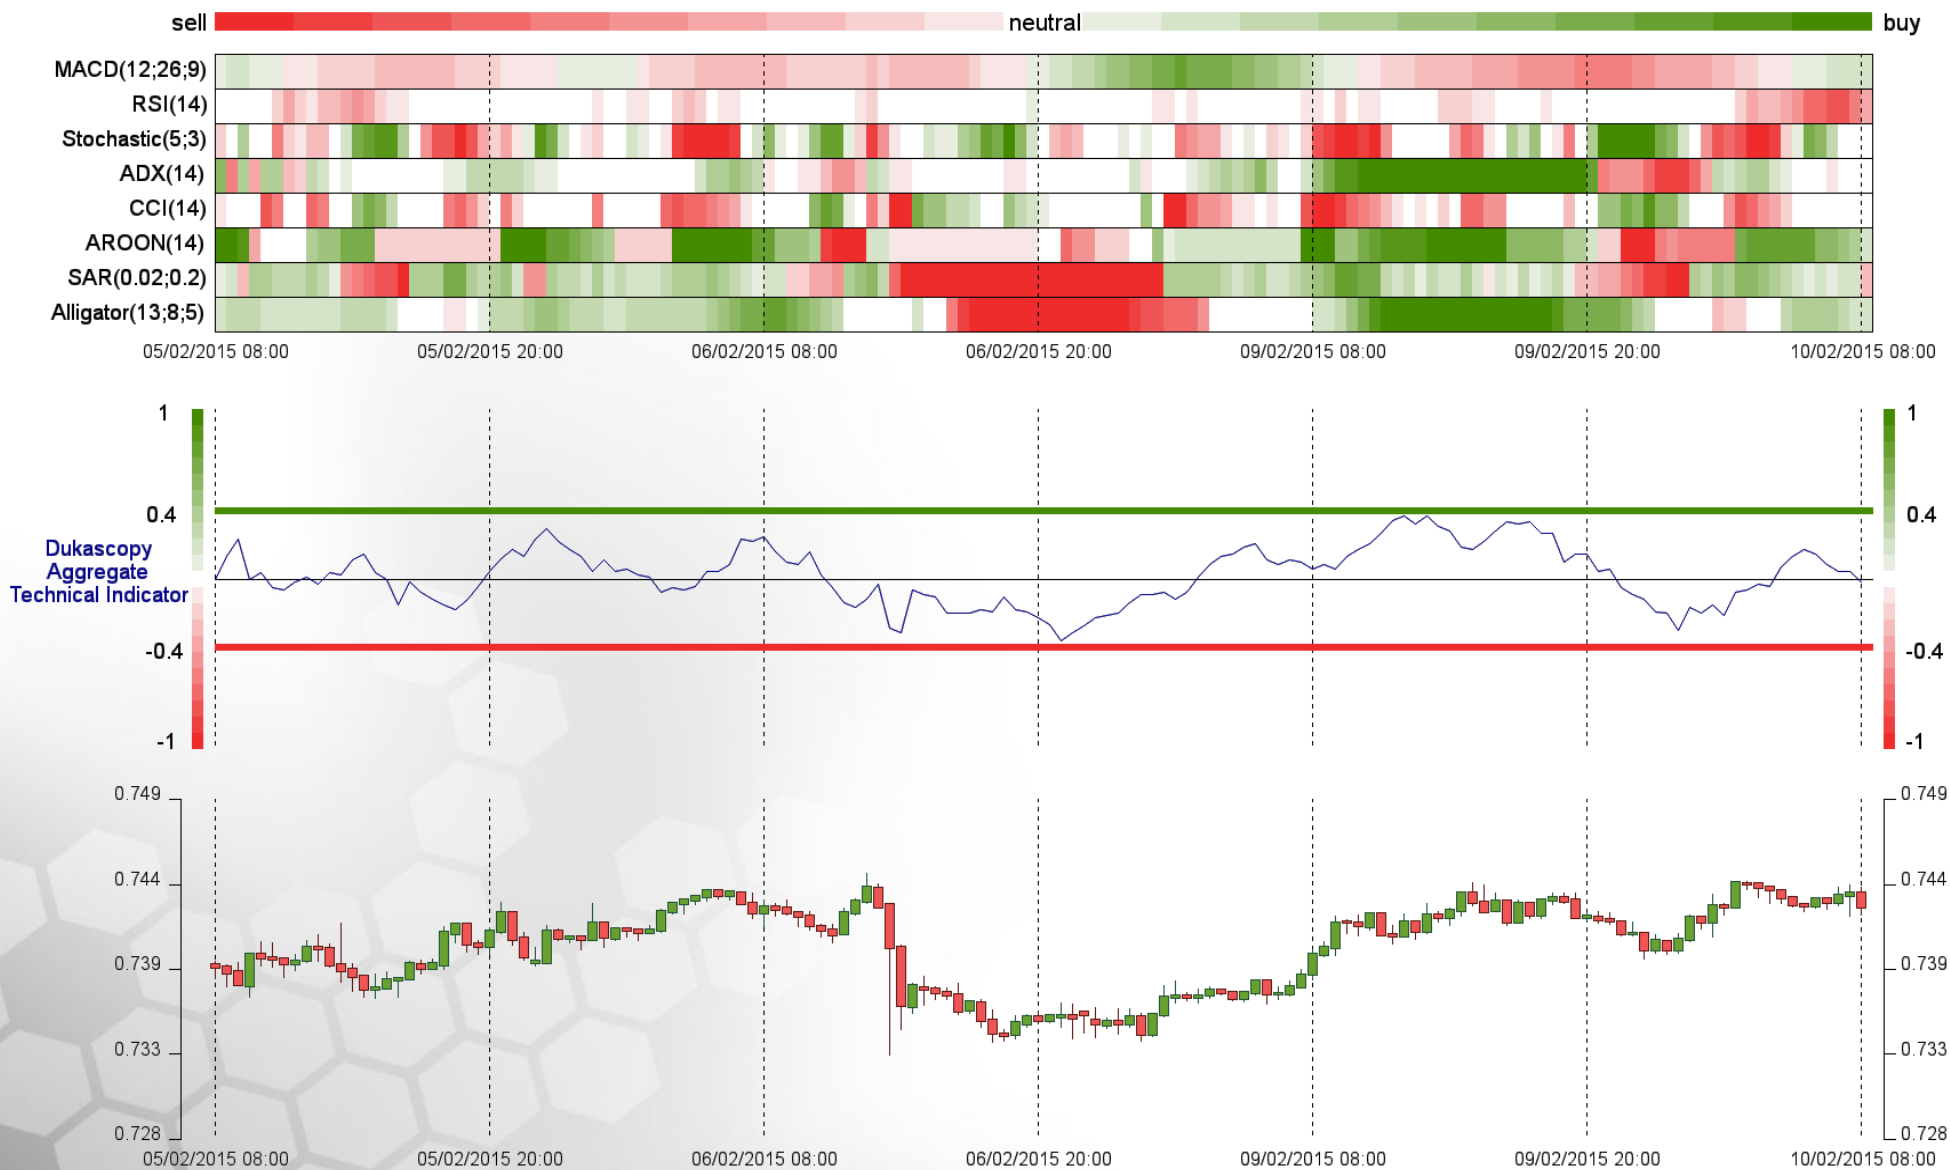 sell neutral buy
MACD(12;26;9)
RSI(14)
Stochastic(5;3)
ADX(14)
CCI(14)
AROON(14)
SAR(0.02;0.2)
Alligator(13;8;5)
05/02/2015 08:00 05/02/2015 20:00 06/02/2015 08:00 06/02/2015 20:00 09/02/2015 08:00 09/02/2015 20:00 10/02/2015 08:00
1 1
0.4 0.4
Dukascopy
Aggregate
Technical Indicator
-0.4 -0.4
-1 -1
0.749 0.749
0.744 0.744
0.739 0.739
0.733 0.733
0.728 0.728
05/02/2015 08:00 05/02/2015 20:00 06/02/2015 08:00 06/02/2015 20:00 09/02/2015 08:00 09/02/2015 20:00 10/02/2015 08:00